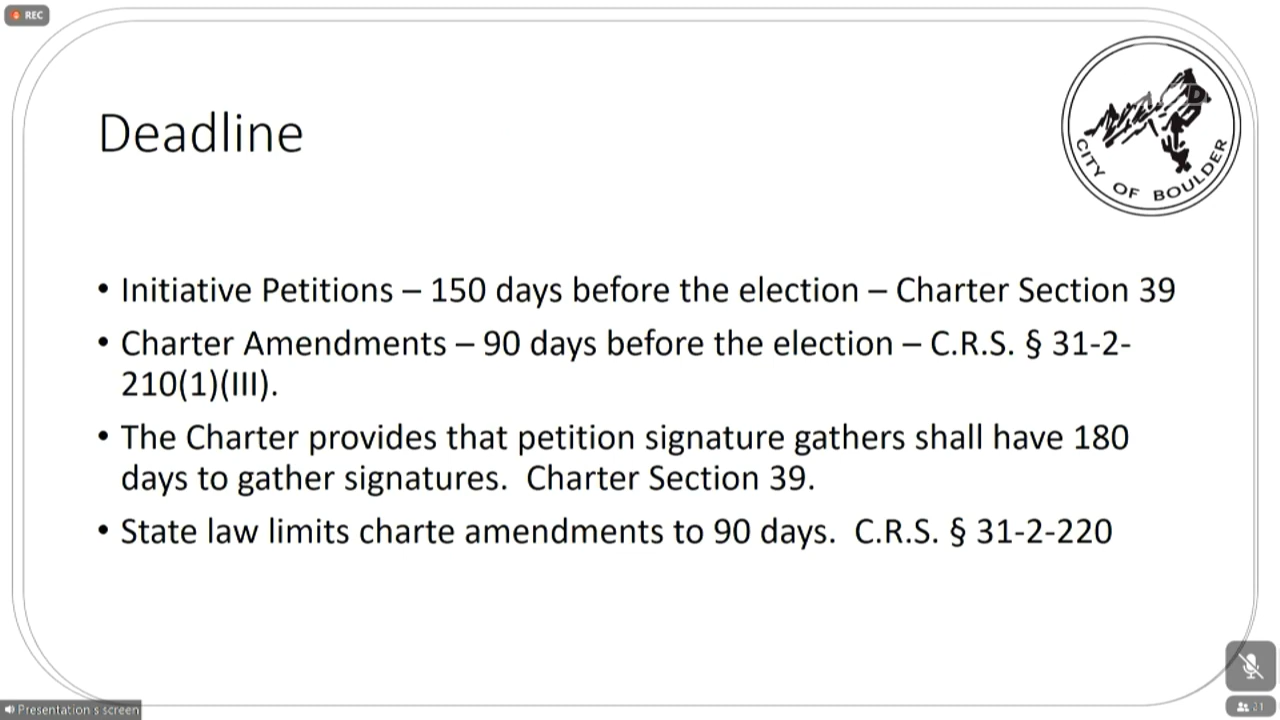 REC
Deadline
CITY OF BOULDER
• Initiative Petitions – 150 days before the election – Charter Section 39
• Charter Amendments – 90 days before the election – C.R.S. § 31-2-
210(1)(III).
• The Charter provides that petition signature gathers shall have 180
days to gather signatures.  Charter Section 39.
• State law limits charte amendments to 90 days.  C.R.S. § 31-2-220
Presentation s screen
31